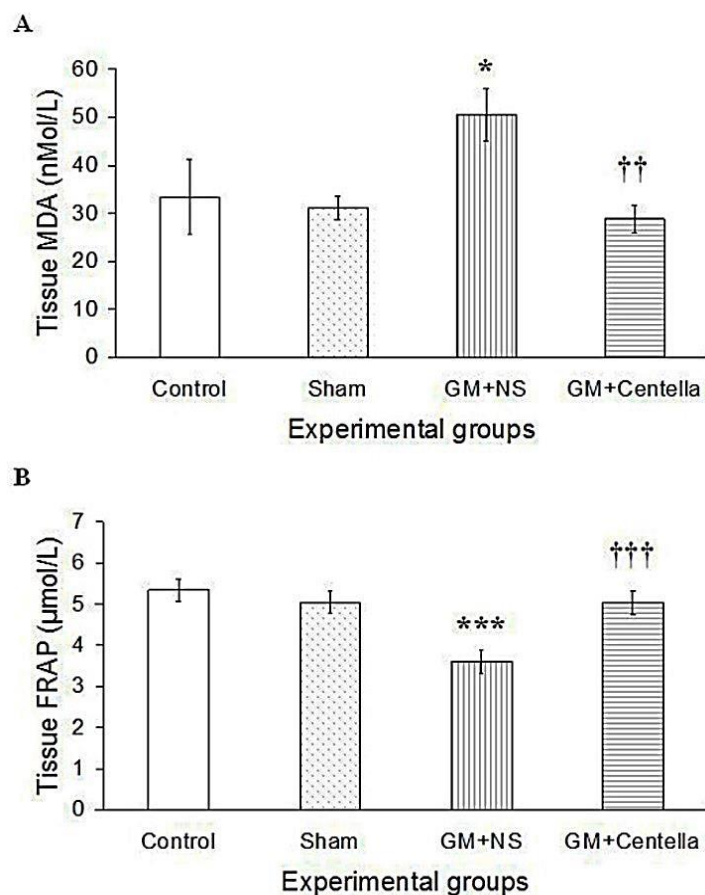 A
Tissue MDA (nMol/L)
60
50
40
30
20
10
0
*
††
Control Sham GM+NS GM+Centella
Experimental groups
B
Tissue FRAP (µmol/L)
7
6
5
4
3
2
1
0
***
†††
Control Sham GM+NS GM+Centella
Experimental groups